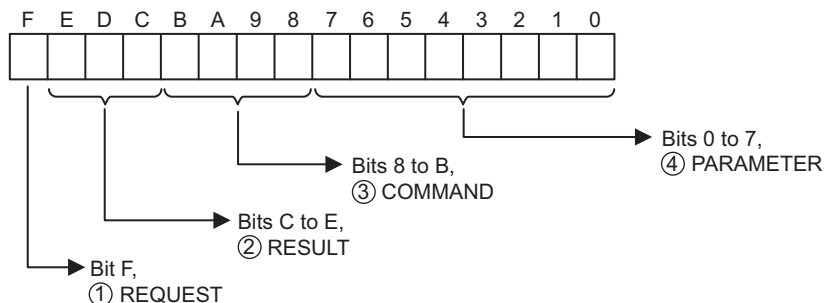 F E D C B A 9 8 7 6 5 4 3 2 1 0
Bits 0 to 7,
④ PARAMETER
Bits 8 to B,
③ COMMAND
Bits C to E,
② RESULT
Bit F,
① REQUEST